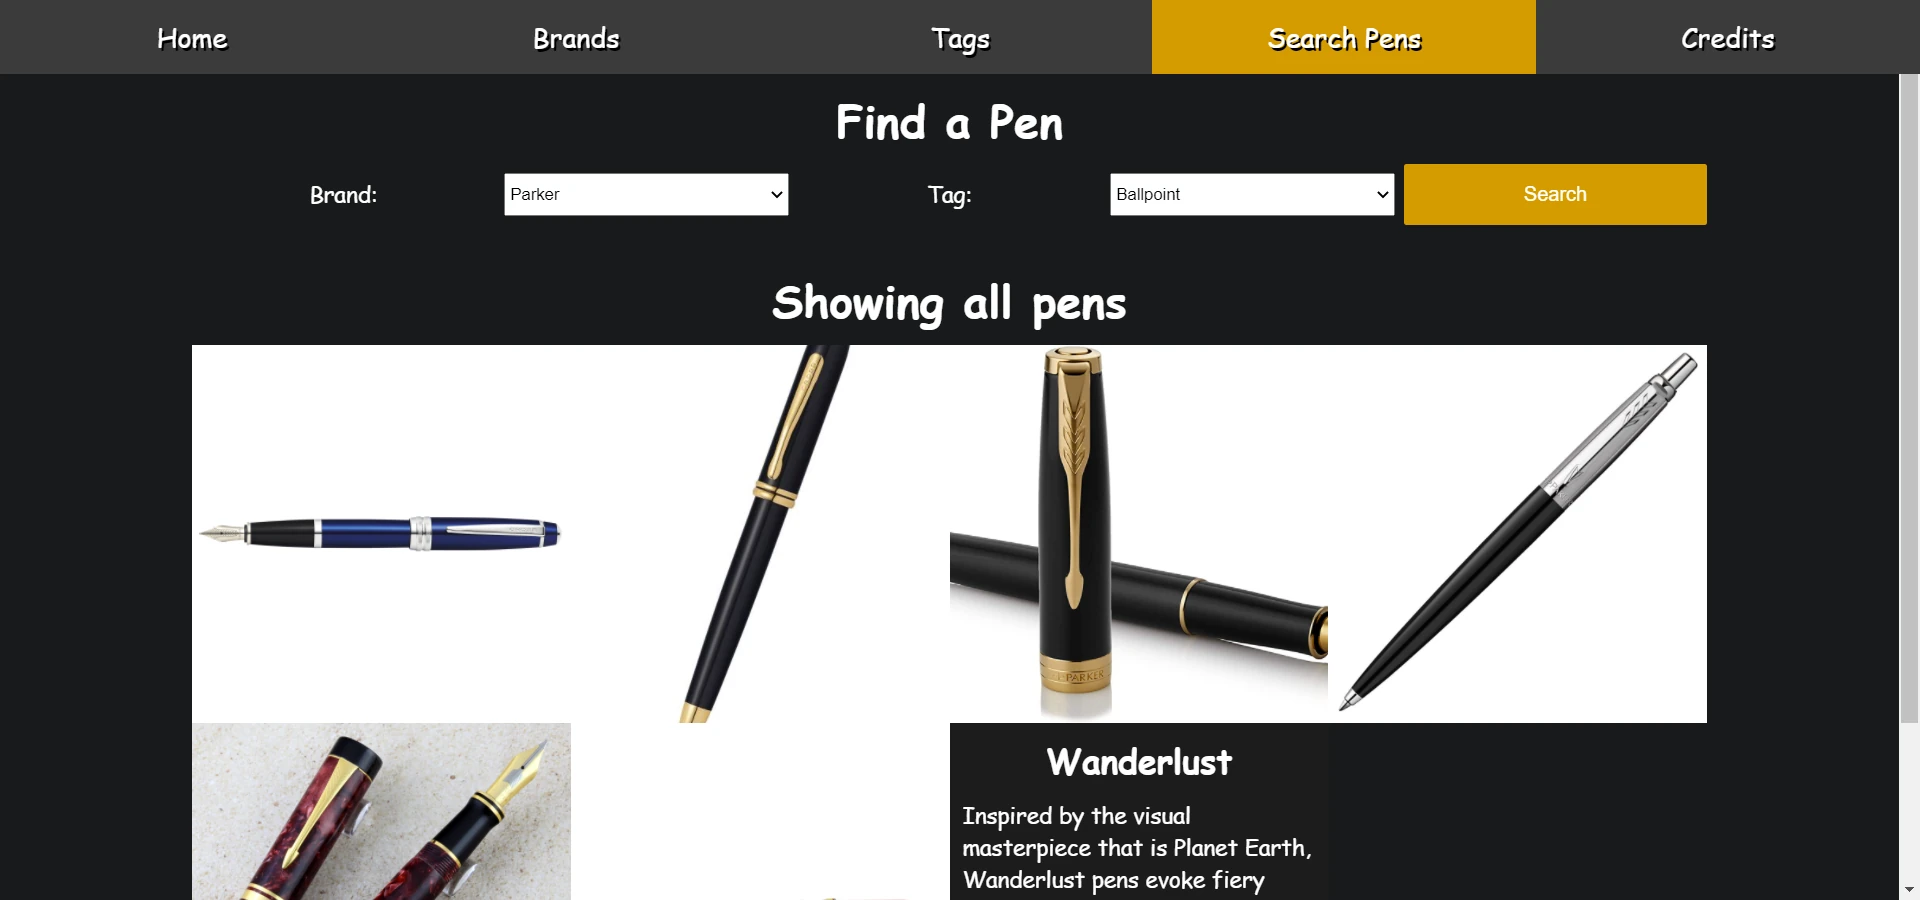 Home Brands Tags Search Pens Credits
Find a Pen
Brand: Parker Tag: Ballpoint Search
Showing all pens
PARKER
Wanderlust
Inspired by the visual
masterpiece that is Planet Earth,
Wanderlust pens evoke fiery